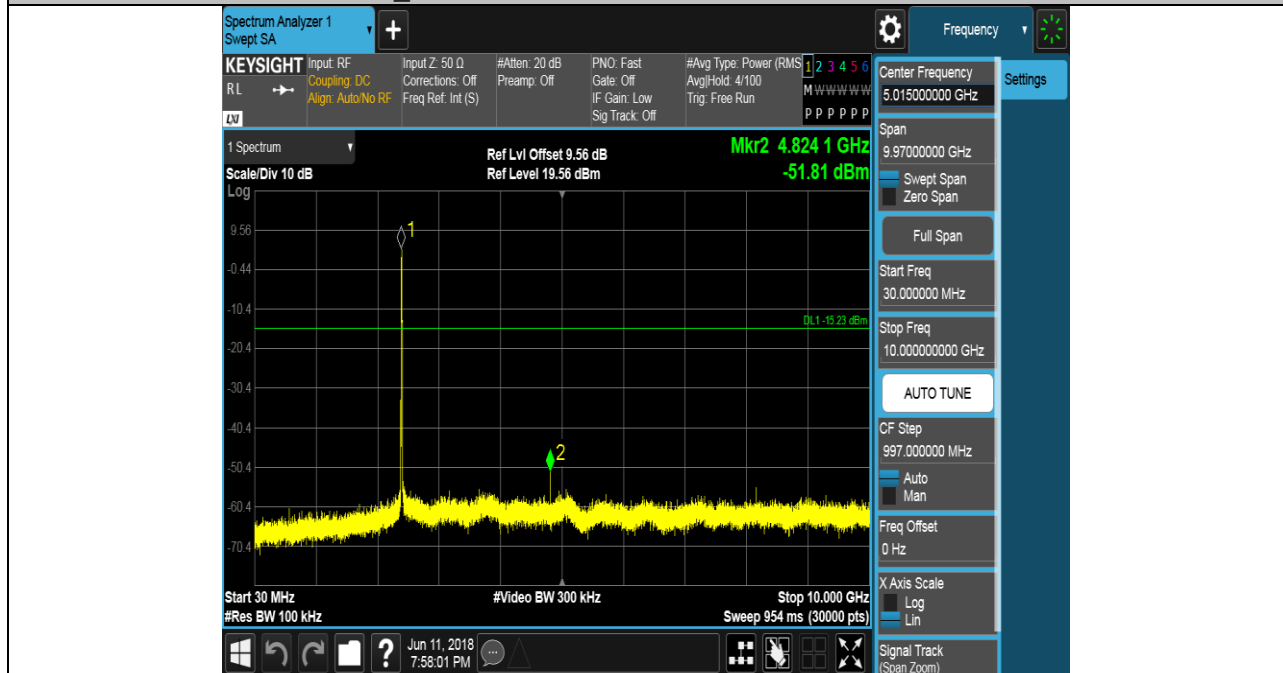 Spectrum Analyzer 1
Swept SA
+
Frequency
KEYSIGHT
RL
LXI
Input: RF
Coupling: DC
Align: Auto/No RF
Input Z: 50 Ω
Corrections: Off
Freq Ref: Int (S)
#Atten: 20 dB
Preamp: Off
PNO: Fast
Gate: Off
IF Gain: Low
Sig Track: Off
#Avg Type: Power (RMS
Avg|Hold: 4/100
Trig: Free Run
1 2 3 4 5 6
M W W W W W
P P P P P P
1 Spectrum
Scale/Div 10 dB
Log
Ref Lvl Offset 9.56 dB
Ref Level 19.56 dBm
Mkr2 4.824 1 GHz
-51.81 dBm
1
9.56
-0.44
-10.4
DL1 -15.23 dBm
-20.4
-30.4
-40.4
2
-50.4
-60.4
-70.4
Start 30 MHz
#Video BW 300 kHz
Stop 10.000 GHz
#Res BW 100 kHz
Sweep 954 ms (30000 pts)
?
Jun 11, 2018
7:58:01 PM
Center Frequency
5.015000000 GHz
Settings
Span
9.97000000 GHz
Swept Span
Zero Span
Full Span
Start Freq
30.000000 MHz
Stop Freq
10.000000000 GHz
AUTO TUNE
CF Step
997.000000 MHz
Auto
Man
Freq Offset
0 Hz
X Axis Scale
Log
Lin
Signal Track
(Span Zoom)